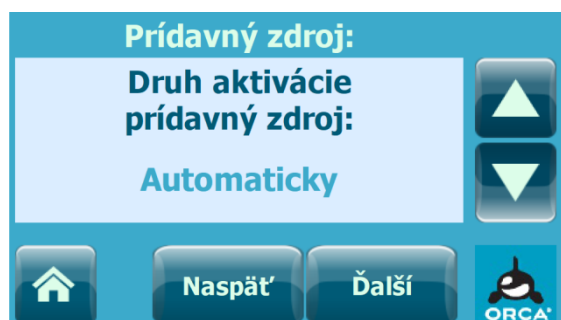 Prídavný zdroj:
Druh aktivácie
prídavný zdroj:
Automaticky
Naspäť
Ďalší
ORCA®